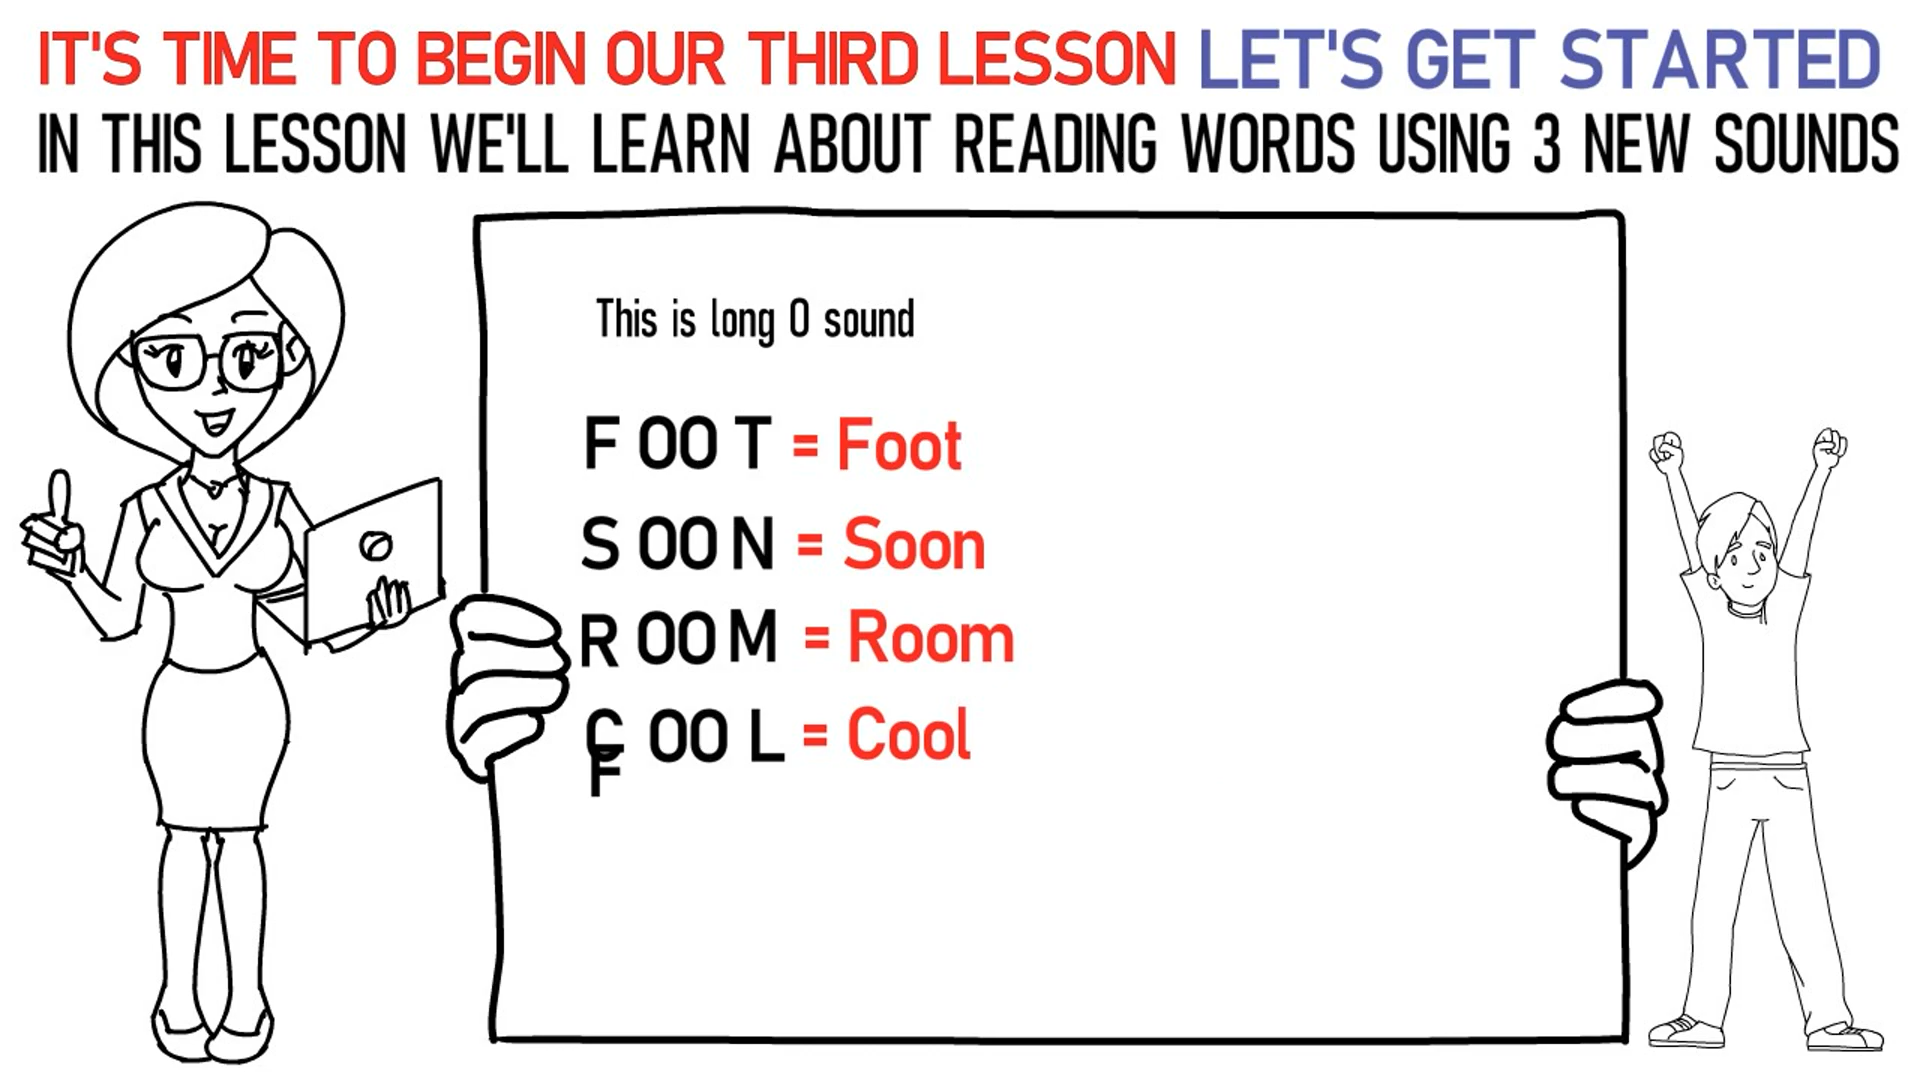 IT'S TIME TO BEGIN OUR THIRD LESSON LET'S GET STARTED
IN THIS LESSON WE'LL LEARN ABOUT READING WORDS USING 3 NEW SOUNDS
This is long O sound
F OO T = Foot
S OO N = Soon
R OO M = Room
C OO L = Cool
F